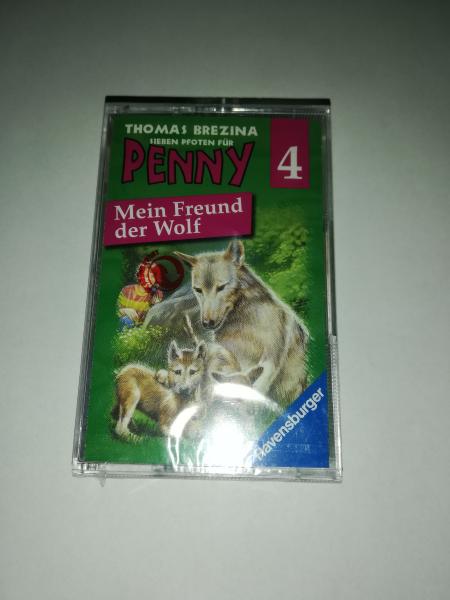 THOMAS BREZINA
SIEBEN PFOTEN FÜR
PENNY
4
Mein Freund
der Wolf
Ravensburger